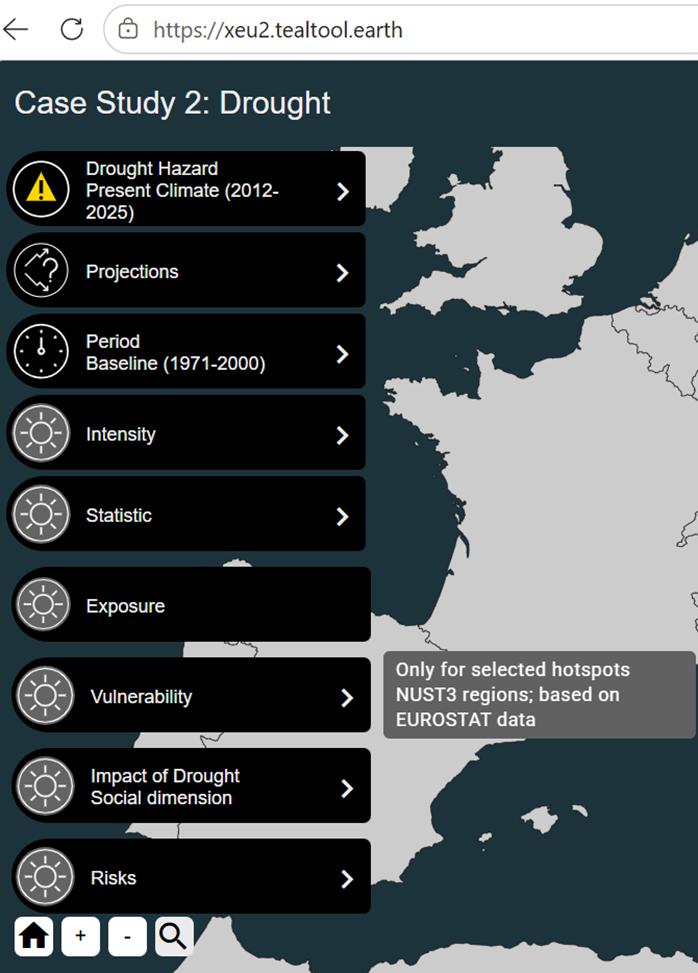 https://xeu2.tealtool.earth
Case Study 2: Drought
Drought Hazard
Present Climate (2012-
2025)
Projections
Period
Baseline (1971-2000)
Intensity
Statistic
Exposure
Vulnerability
Only for selected hotspots
NUST3 regions; based on
EUROSTAT data
Impact of Drought
Social dimension
Risks
+
-